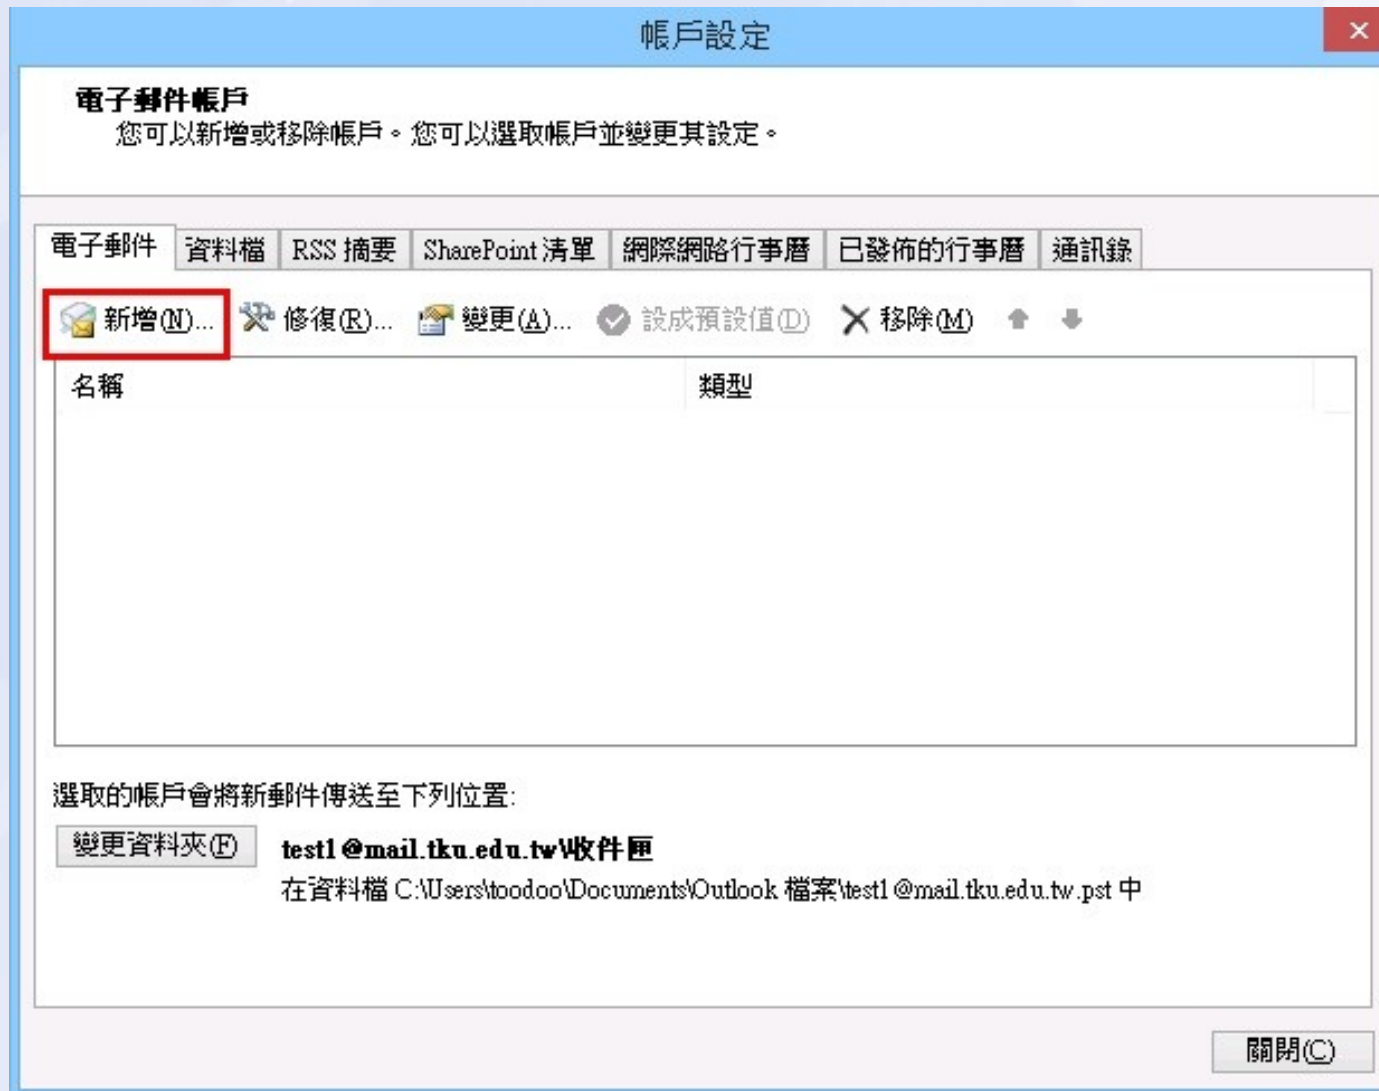 帳戶設定
電子郵件帳戶
您可以新增或移除帳戶。您可以選取帳戶並變更其設定。
電子郵件 資料檔 RSS 摘要 SharePoint 清單 網際網路行事曆 已發佈的行事曆 通訊錄
新增(N)... 修復(R)... 變更(A)... 設成預設值(D) 移除(M)
名稱 類型
選取的帳戶會將新郵件傳送至下列位置:
變更資料夾(F) test1@mail.tku.edu.tw\收件匣
在資料檔 C:\Users\toodoo\Documents\Outlook 檔案\test1@mail.tku.edu.tw.pst 中
關閉(C)